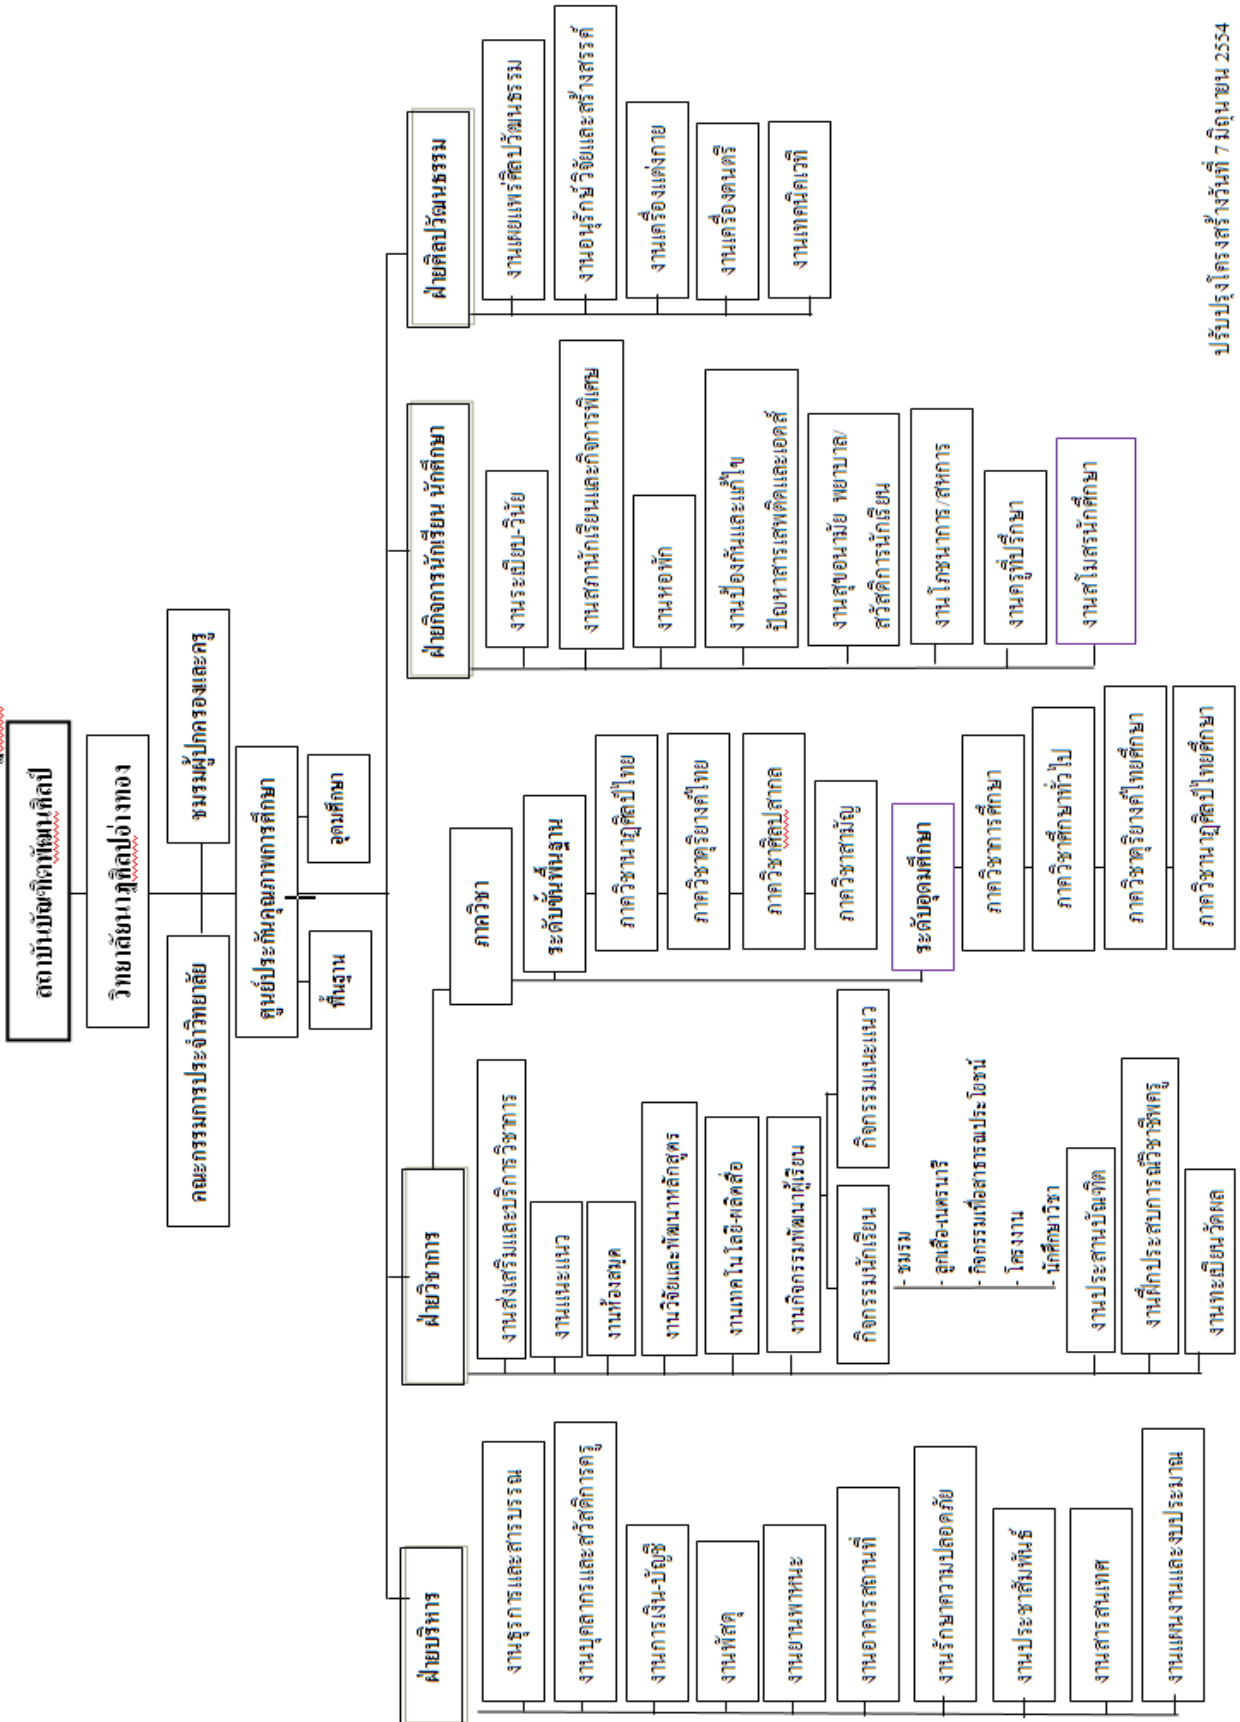 สถาบันบัณฑิตพัฒนศิลป์
วิทยาลัยนาฏศิลปอ่างทอง
คณะกรรมการประจำวิทยาลัย
ชมรมผู้ปกครองและครู
ศูนย์ประกันคุณภาพการศึกษา
พื้นฐาน
อุดมศึกษา
ฝ่ายบริหาร
งานธุรการและสารบรรณ
งานบุคลากรและสวัสดิการครู
งานการเงิน-บัญชี
งานพัสดุ
งานยานพาหนะ
งานอาคารสถานที่
งานรักษาความปลอดภัย
งานประชาสัมพันธ์
งานสารสนเทศ
งานแผนงานและงบประมาณ
ฝ่ายวิชาการ
งานส่งเสริมและบริการวิชาการ
งานแนะแนว
งานห้องสมุด
งานวิจัยและพัฒนาหลักสูตร
งานเทคโนโลยี-ผลิตสื่อ
งานกิจกรรมพัฒนาผู้เรียน
กิจกรรมนักเรียน
กิจกรรมแนะแนว
- ชมรม
- ลูกเสือ-เนตรนารี
- กิจกรรมเพื่อสาธารณประโยชน์
- โครงงาน
- นักศึกษาวิชา
งานประสานบัณฑิต
งานฝึกประสบการณ์วิชาชีพครู
งานทะเบียนวัดผล
ภาควิชา
ระดับขั้นพื้นฐาน
ภาควิชานาฏศิลป์ไทย
ภาควิชาดุริยางค์ไทย
ภาควิชาศิลปสากล
ภาควิชาสามัญ
ระดับอุดมศึกษา
ภาควิชาการศึกษา
ภาควิชาศึกษาทั่วไป
ภาควิชาดุริยางค์ไทยศึกษา
ภาควิชานาฏศิลป์ไทยศึกษา
ฝ่ายกิจการนักเรียน นักศึกษา
งานระเบียบ-วินัย
งานสภานักเรียนและกิจการพิเศษ
งานหอพัก
งานป้องกันและแก้ไข
ปัญหาสารเสพติดและเอดส์
งานสุขอนามัย พยาบาล/
สวัสดิการนักเรียน
งานโภชนาการ/สหการ
งานครูที่ปรึกษา
งานสโมสรนักศึกษา
ฝ่ายศิลปวัฒนธรรม
งานเผยแพร่ศิลปวัฒนธรรม
งานอนุรักษ์ วิจัยและสร้างสรรค์
งานเครื่องแต่งกาย
งานเครื่องดนตรี
งานเทคนิคเวที
ปรับปรุงโครงสร้างวันที่ 7 มิถุนายน 2554